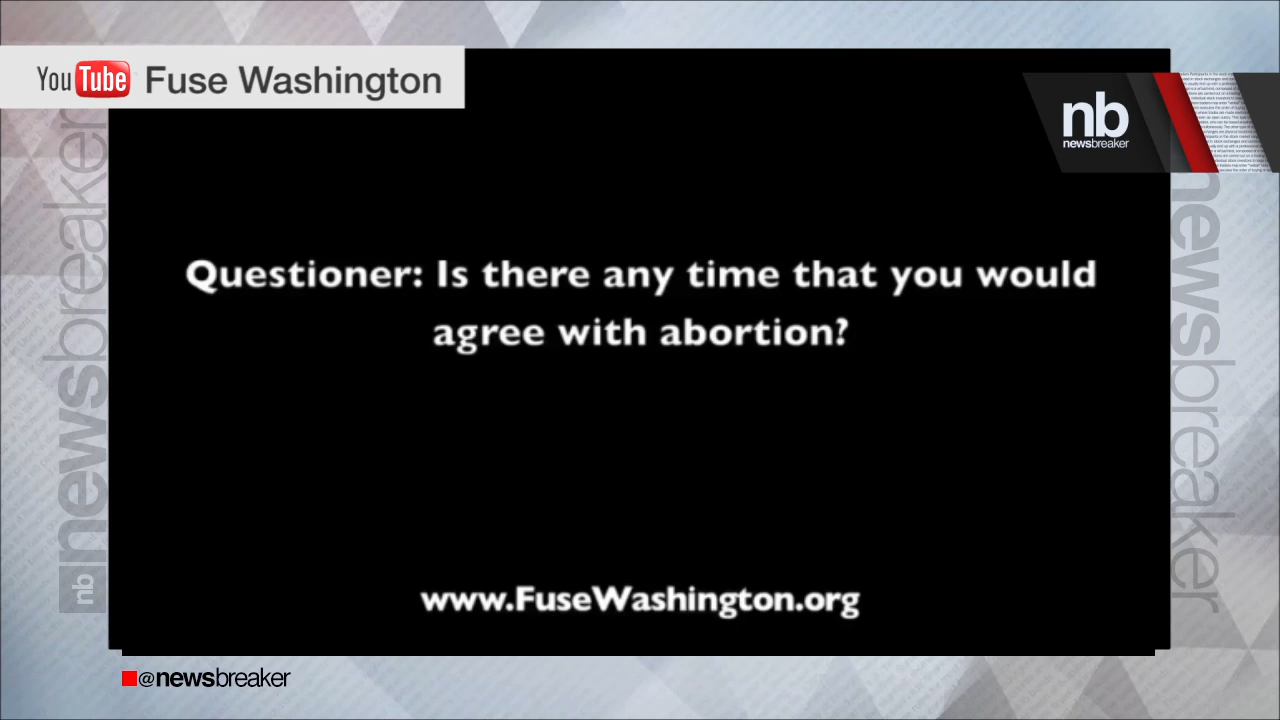 YouTube Fuse Washington
nb
newsbreaker
Questioner: Is there any time that you would
agree with abortion?
www.FuseWashington.org
@newsbreaker
nb newsbreaker
newsbreaker